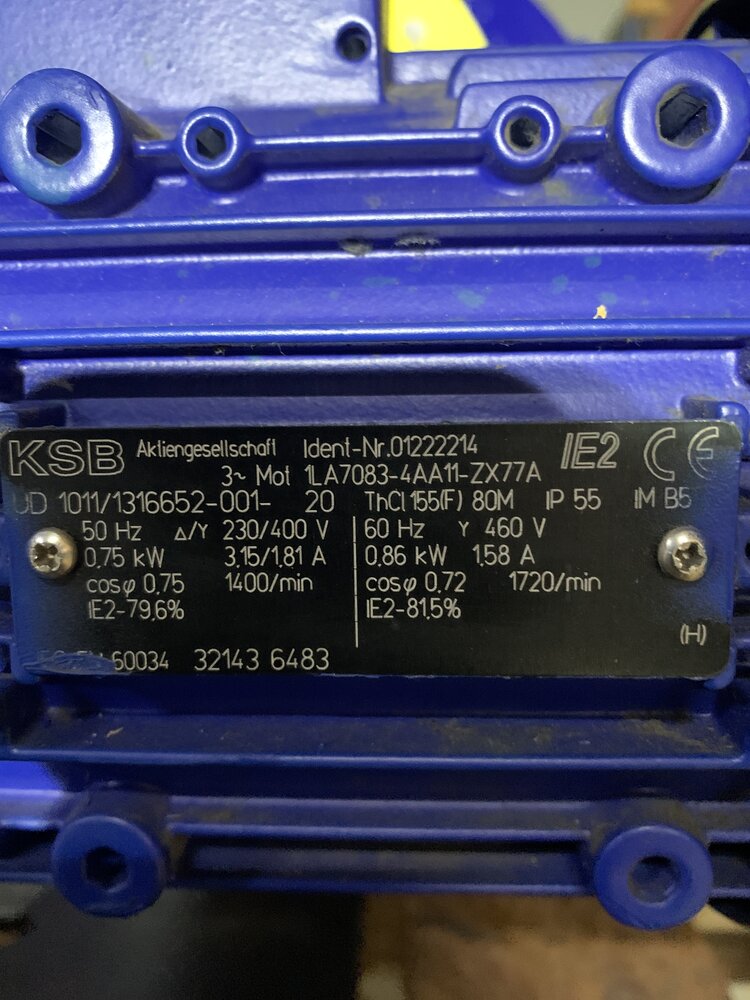 KSB Aktiengesellschaft Ident-Nr.01222214 IE2 CE
3~ Mot 1LA7083-4AA11-ZX77A
UD 1011/1316652-001- 20 ThCl 155(F) 80M IP 55 IM B5
50 Hz △/Y 230/400 V 60 Hz Y 460 V
0,75 kW 3,15/1,81 A 0,86 kW 1,58 A
cosφ 0,75 1400/min cosφ 0,72 1720/min
IE2-79,6% IE2-81,5%
(H)
60034 32143 6483